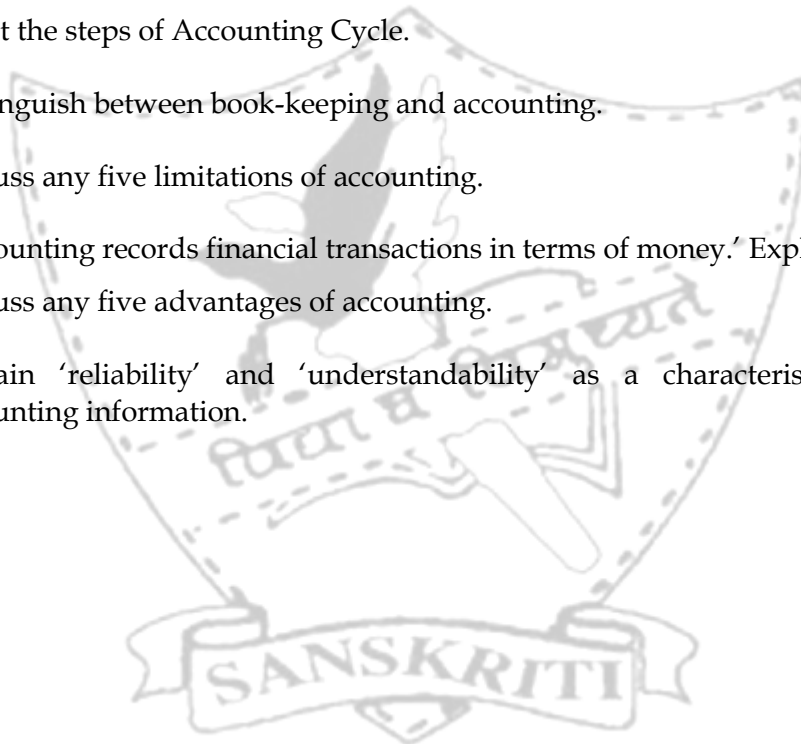 t the steps of Accounting Cycle.
nguish between book-keeping and accounting.
uss any five limitations of accounting.
ounting records financial transactions in terms of money.’ Expl
uss any five advantages of accounting.
ain ‘reliability’ and ‘understandability’ as a characteris
unting information.
SANSKRITI